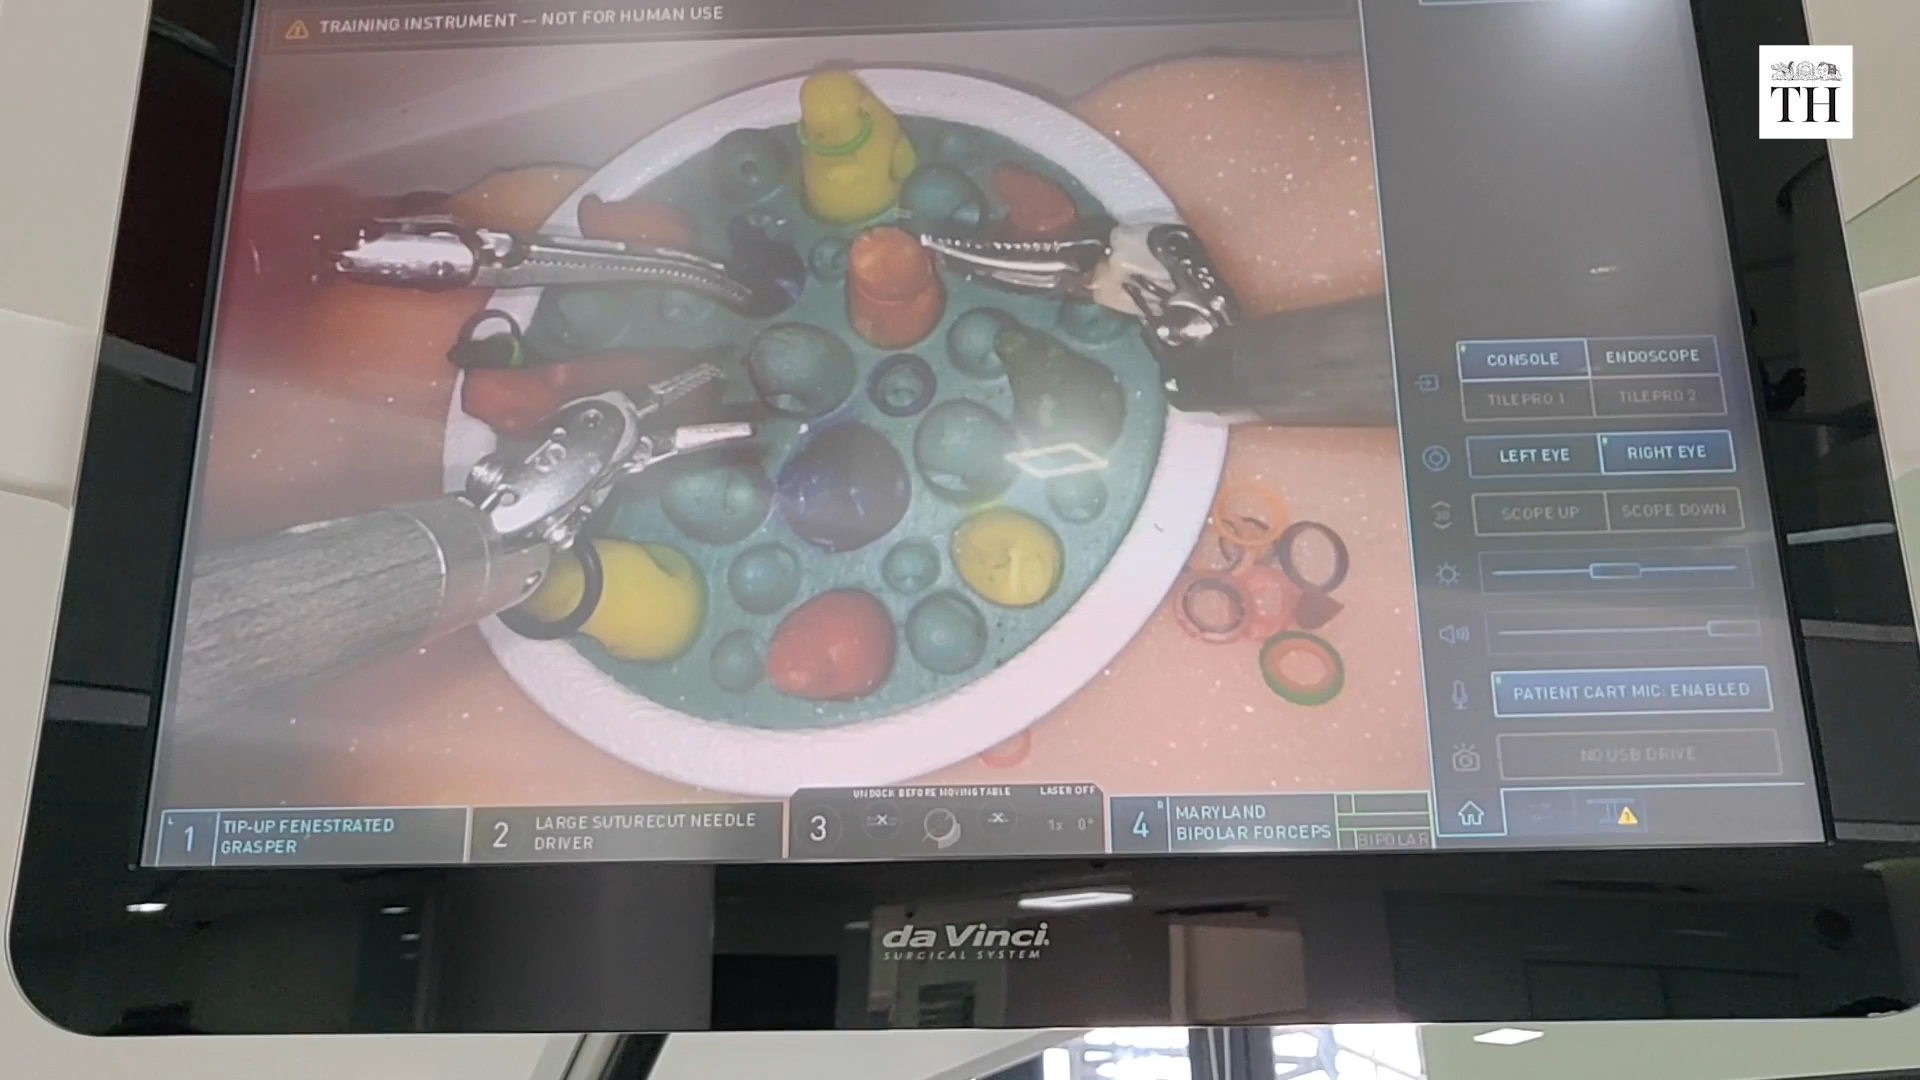 TRAINING INSTRUMENT — NOT FOR HUMAN USE
TH
CONSOLE
ENDOSCOPE
TILEPRO 1
TILEPRO 2
LEFT EYE
RIGHT EYE
30
SCOPE UP
SCOPE DOWN
PATIENT CART MIC: ENABLED
NO USB DRIVE
L
1
TIP-UP FENESTRATED
GRASPER
2
LARGE SUTURECUT NEEDLE
DRIVER
UNDOCK BEFORE MOVING TABLE
LASER OFF
3
1x 0°
R
4
MARYLAND
BIPOLAR FORCEPS
BIPOLAR
da Vinci.
SURGICAL SYSTEM